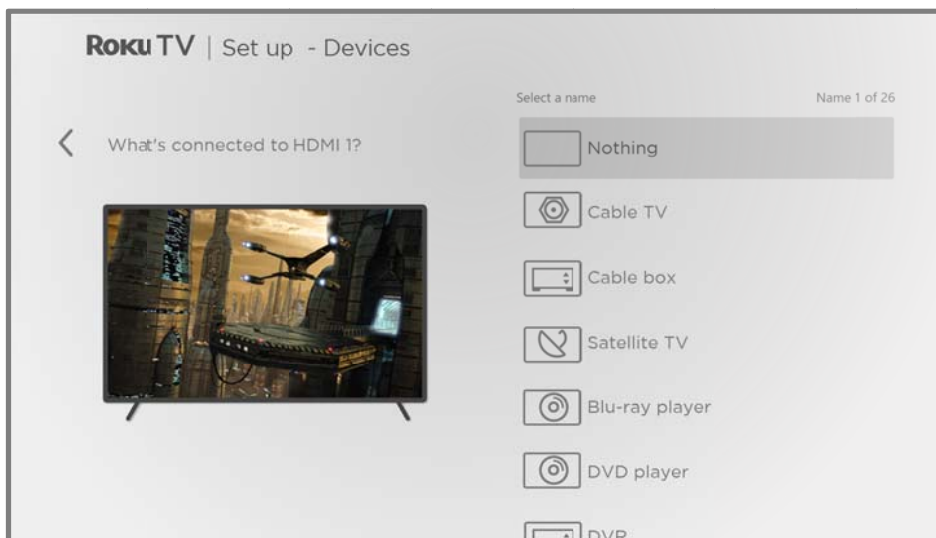 Roku TV | Set up - Devices
Select a name
Name 1 of 26
What's connected to HDMI 1?
Nothing
Cable TV
Cable box
Satellite TV
Blu-ray player
DVD player
DVR